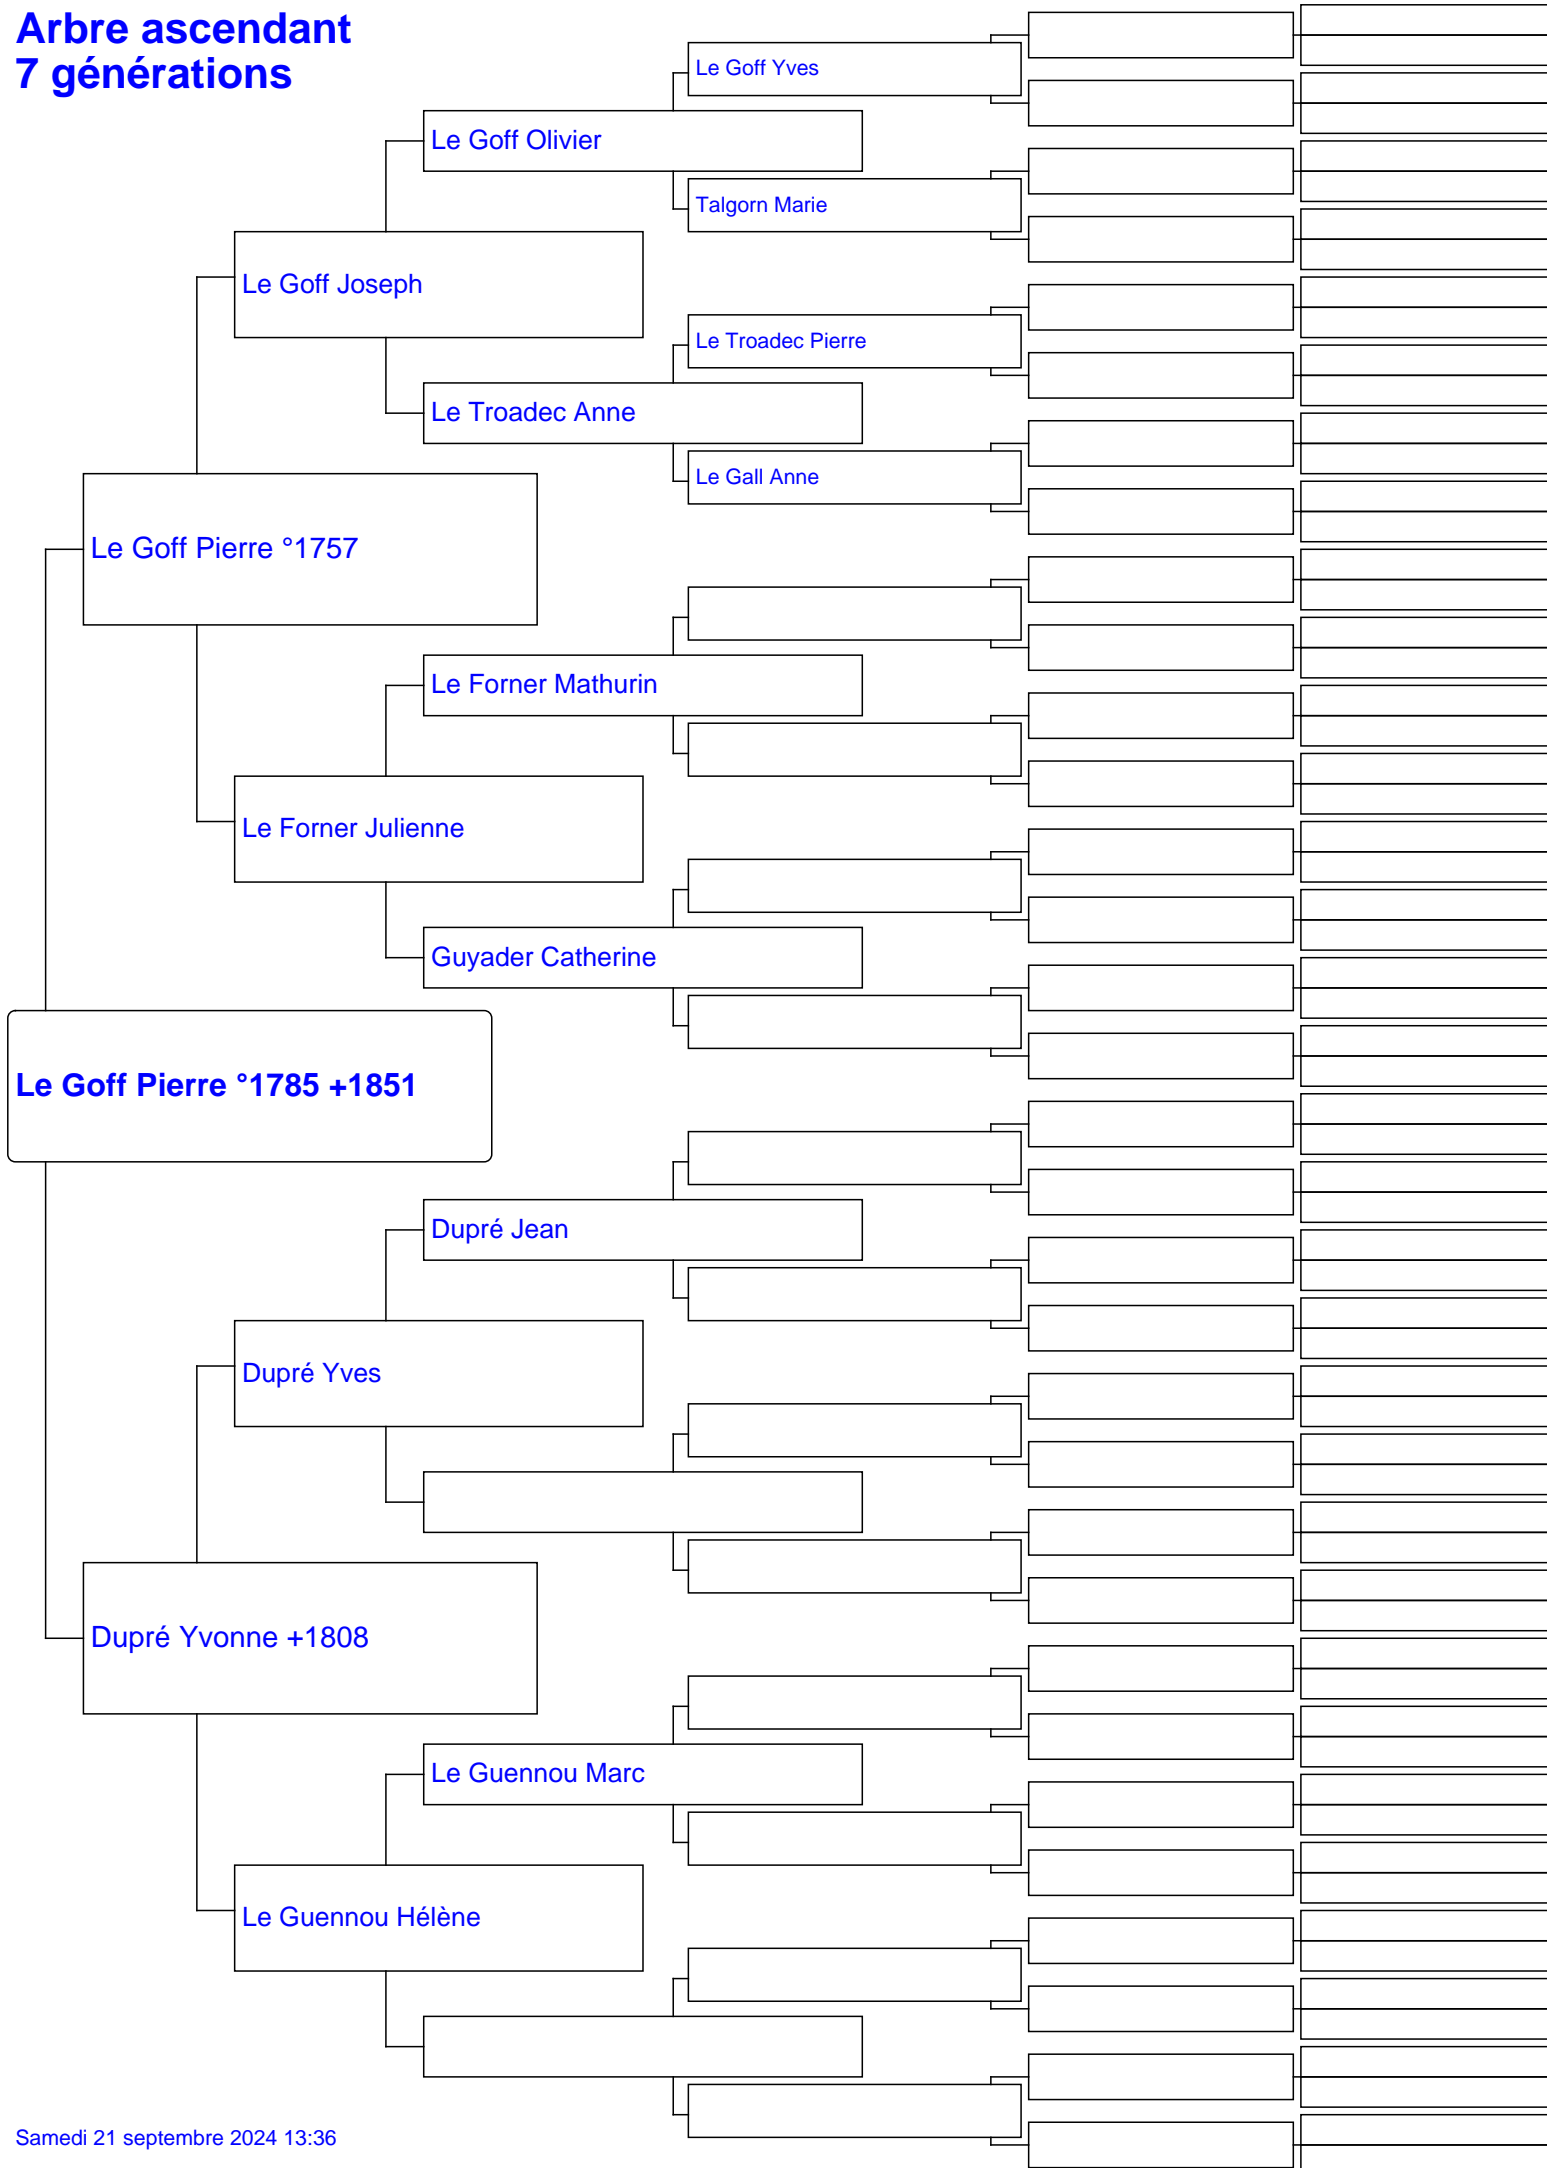 Arbre ascendant
7 générations
Le Goff Yves
Le Goff Olivier
Talgorn Marie
Le Goff Joseph
Le Troadec Pierre
Le Troadec Anne
Le Gall Anne
Le Goff Pierre °1757
Le Forner Mathurin
Le Forner Julienne
Guyader Catherine
Le Goff Pierre °1785 +1851
Dupré Jean
Dupré Yves
Dupré Yvonne +1808
Le Guennou Marc
Le Guennou Hélène
Samedi 21 septembre 2024 13:36